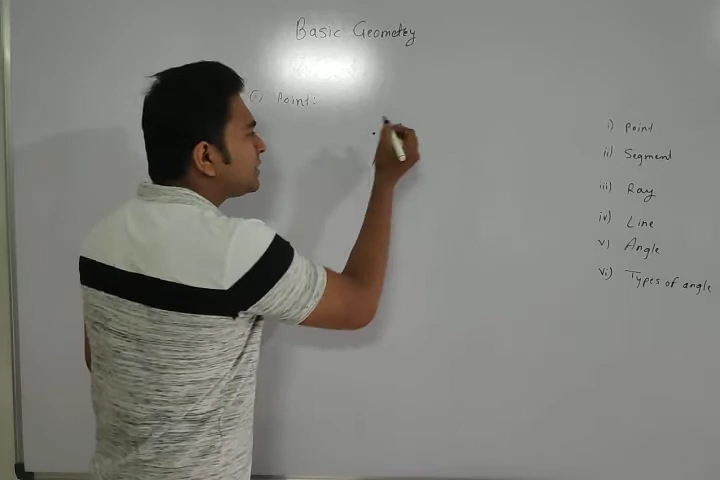 Basic Geometry
(i) Point:
i) Point
ii) Segment
iii) Ray
iv) Line
v) Angle
vi) Types of angle